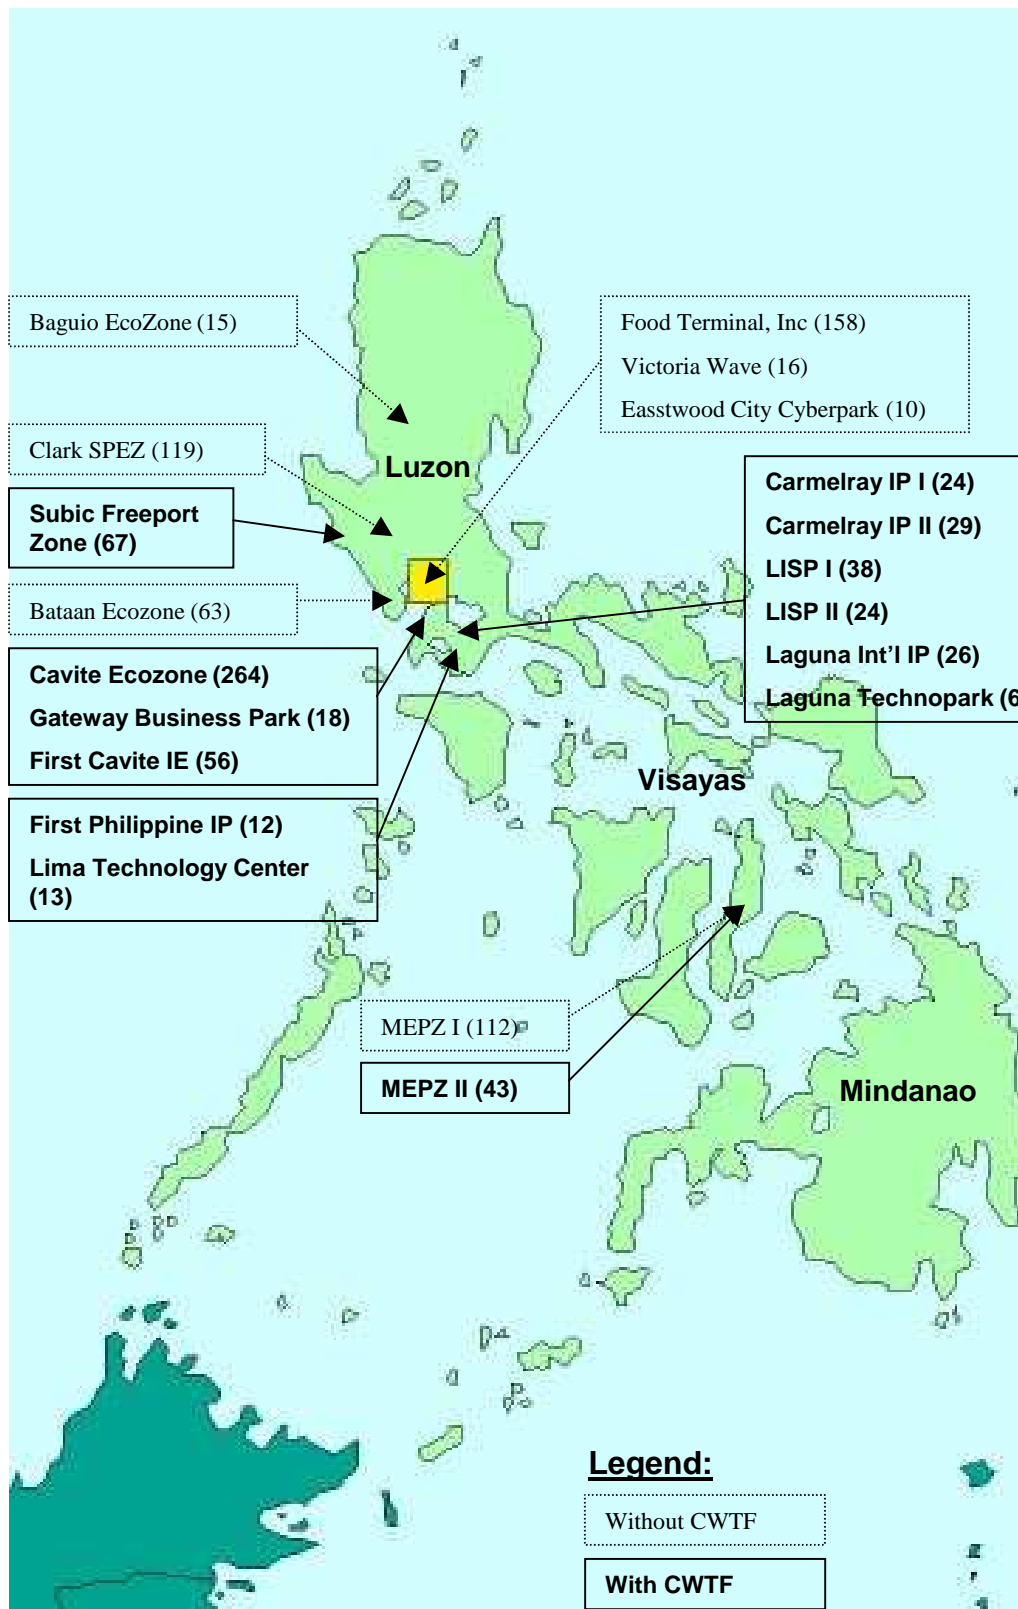 Baguio EcoZone (15)
Food Terminal, Inc (158)
Victoria Wave (16)
Easstwood City Cyberpark (10)
Clark SPEZ (119)
Luzon
Subic Freeport
Zone (67)
Carmelray IP I (24)
Carmelray IP II (29)
LISP I (38)
LISP II (24)
Laguna Int'l IP (26)
Laguna Technopark (6
Bataan Ecozone (63)
Cavite Ecozone (264)
Gateway Business Park (18)
First Cavite IE (56)
Visayas
First Philippine IP (12)
Lima Technology Center
(13)
MEPZ I (112)
MEPZ II (43)
Mindanao
Legend:
Without CWTF
With CWTF